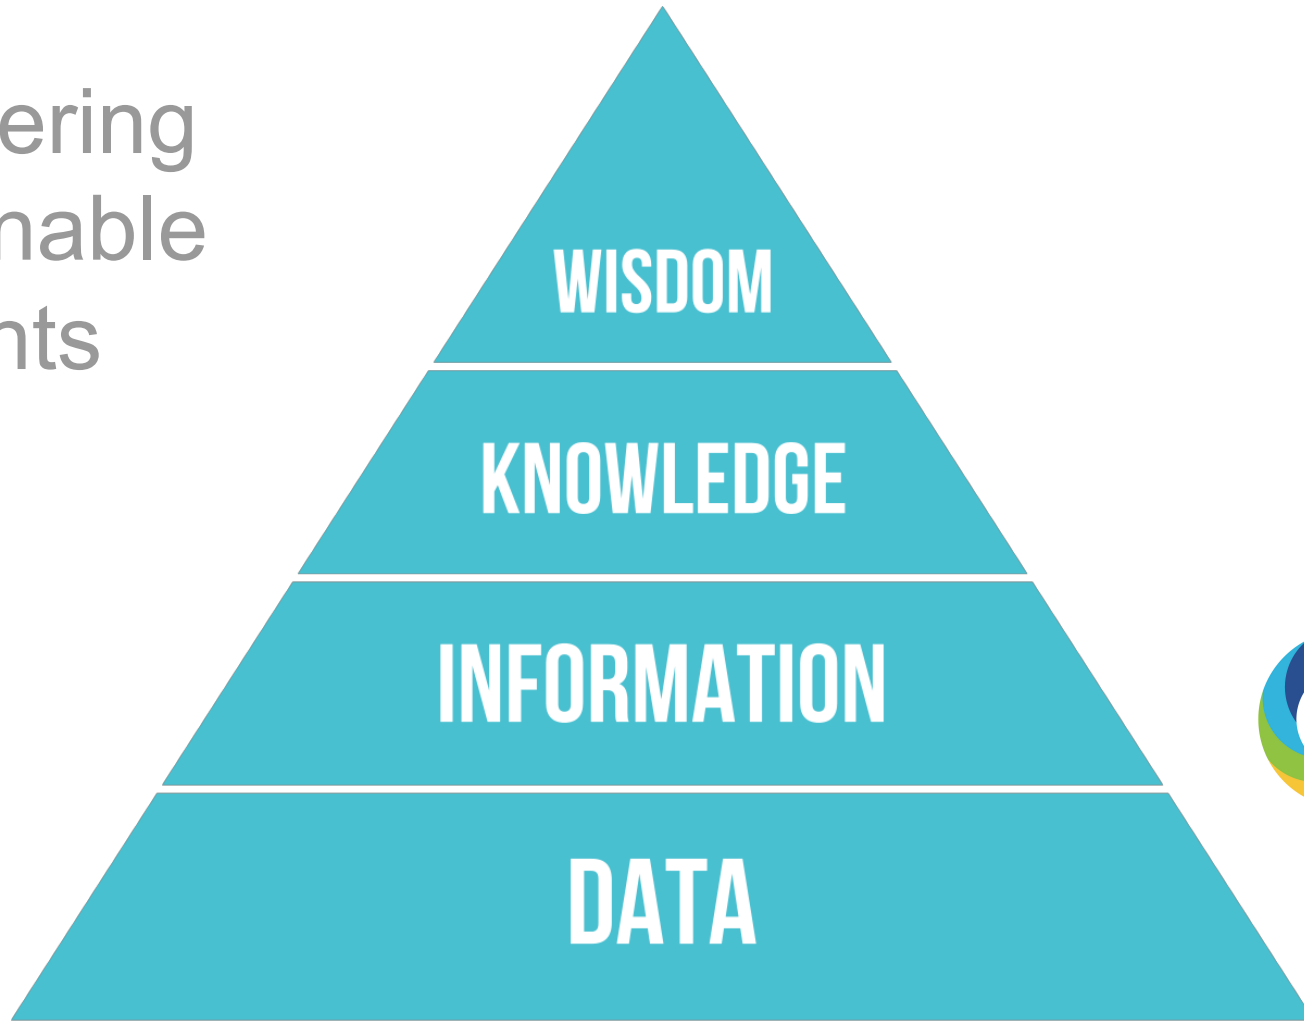 ering
nable
nts
WISDOM
KNOWLEDGE
INFORMATION
DATA